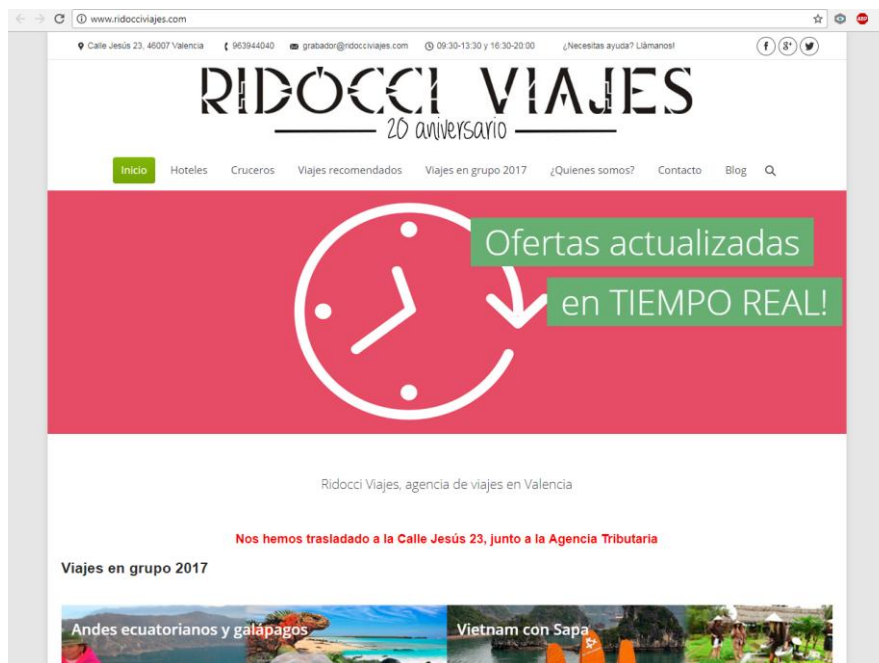 www.ridocciviajes.com
Calle Jesús 23, 46007 Valencia 963944040 grabador@ridocciviajes.com 09:30-13:30 y 16:30-20:00 ¿Necesitas ayuda? Llámanos!
RIDOCCI VIAJES
20 aniversario
Inicio Hoteles Cruceros Viajes recomendados Viajes en grupo 2017 ¿Quienes somos? Contacto Blog
Ofertas actualizadas
en TIEMPO REAL!
Ridocci Viajes, agencia de viajes en Valencia
Nos hemos trasladado a la Calle Jesús 23, junto a la Agencia Tributaria
Viajes en grupo 2017
Andes ecuatorianos y galápagos Vietnam con Sapa